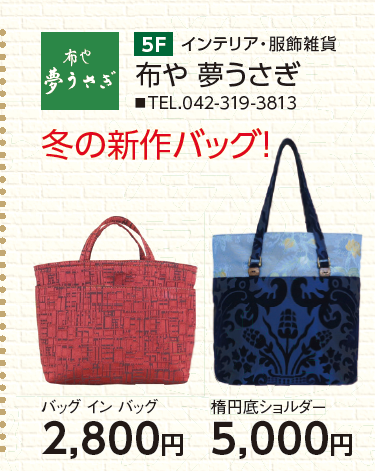 布や
夢うさぎ
5F インテリア・服飾雑貨
布や 夢うさぎ
■TEL.042-319-3813
冬の新作バッグ!
バッグ イン バッグ
2,800円
楕円底ショルダー
5,000円